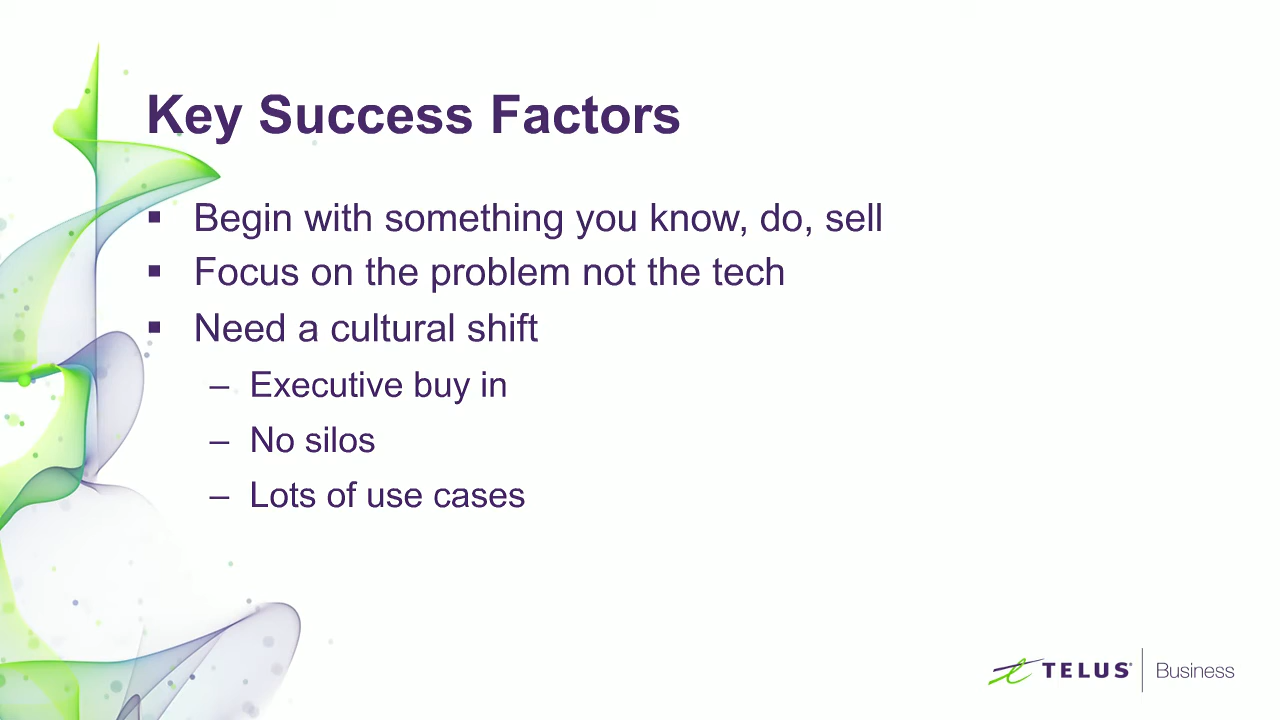 Key Success Factors
▪ Begin with something you know, do, sell
▪ Focus on the problem not the tech
▪ Need a cultural shift
– Executive buy in
– No silos
– Lots of use cases
TELUS® Business